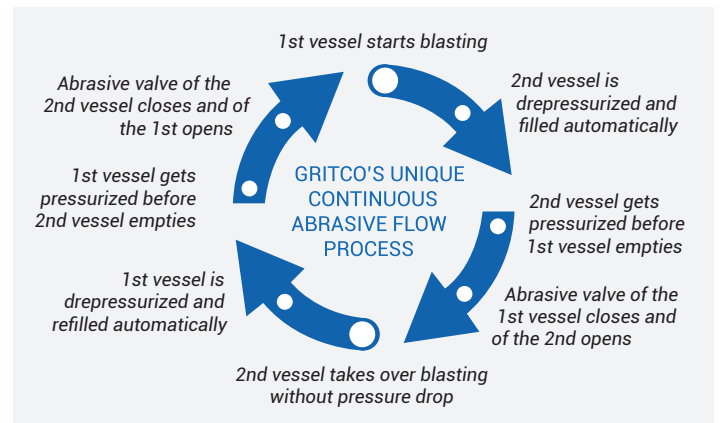 1st vessel starts blasting
2nd vessel is
drepressurized and
filled automatically
2nd vessel gets
pressurized before
1st vessel empties
Abrasive valve of the
1st vessel closes and
of the 2nd opens
2nd vessel takes over blasting
without pressure drop
1st vessel is
drepressurized and
refilled automatically
1st vessel gets
pressurized before
2nd vessel empties
Abrasive valve of the
2nd vessel closes and of
the 1st opens
GRITCO'S UNIQUE
CONTINUOUS
ABRASIVE FLOW
PROCESS